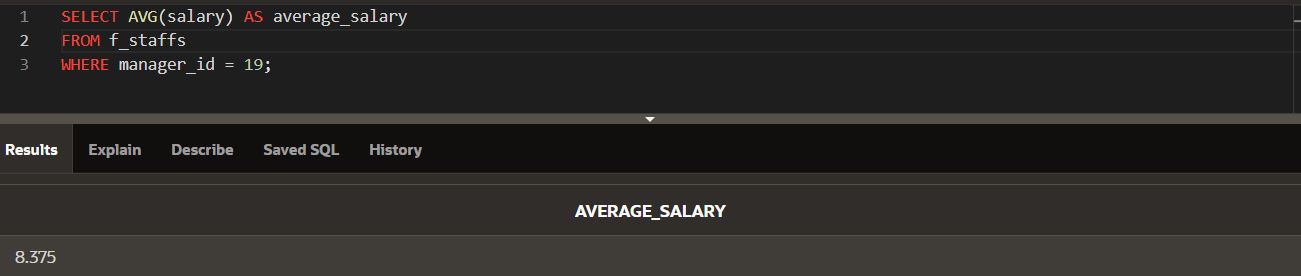 1 SELECT AVG(salary) AS average_salary
2 FROM f_staffs
3 WHERE manager_id = 19;
Results Explain Describe Saved SQL History
AVERAGE_SALARY
8.375